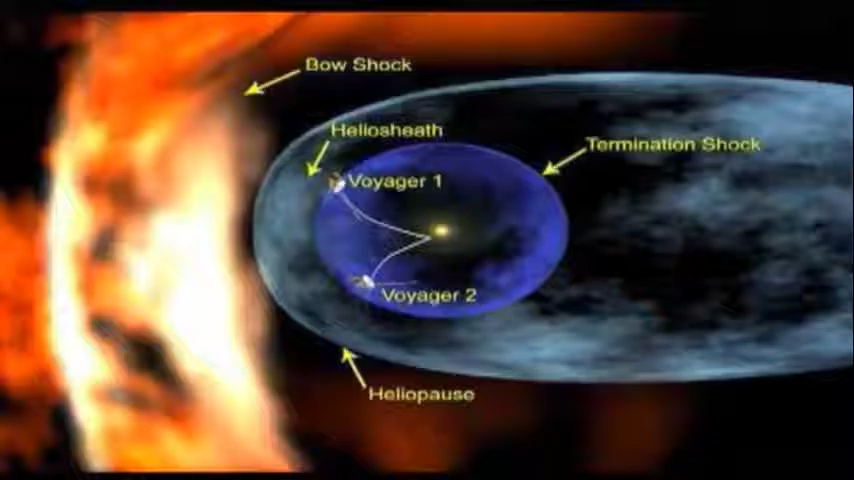 Bow Shock
Heliosheath
Termination Shock
Voyager 1
Voyager 2
Heliopause